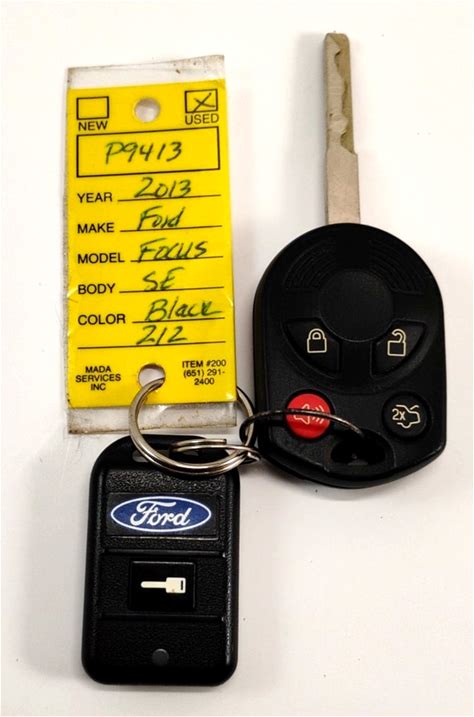 NEW USED
P9413
YEAR 2013
MAKE Ford
MODEL FOCUS
BODY SE
COLOR Black
212
MADA
SERVICES
INC
ITEM #200
(651) 291-
2400
2x
Ford